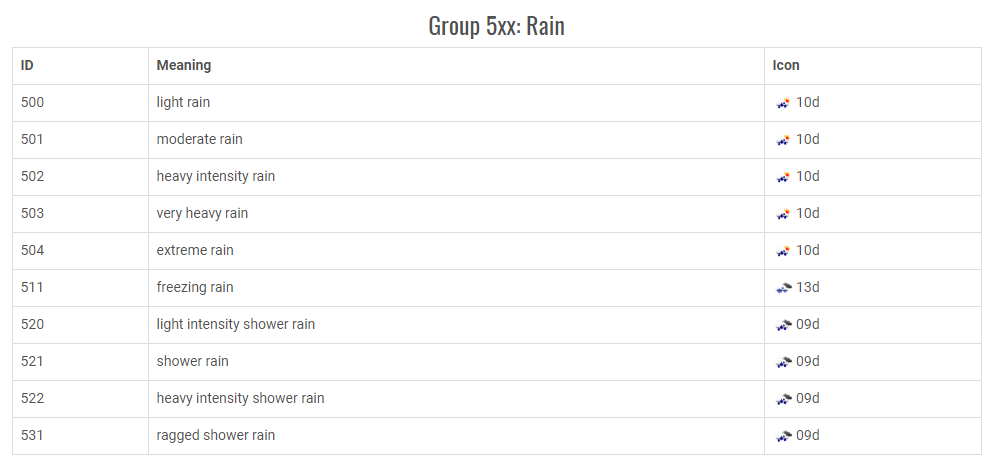 Group 5xx: Rain
ID Meaning Icon
500 light rain 10d
501 moderate rain 10d
502 heavy intensity rain 10d
503 very heavy rain 10d
504 extreme rain 10d
511 freezing rain 13d
520 light intensity shower rain 09d
521 shower rain 09d
522 heavy intensity shower rain 09d
531 ragged shower rain 09d